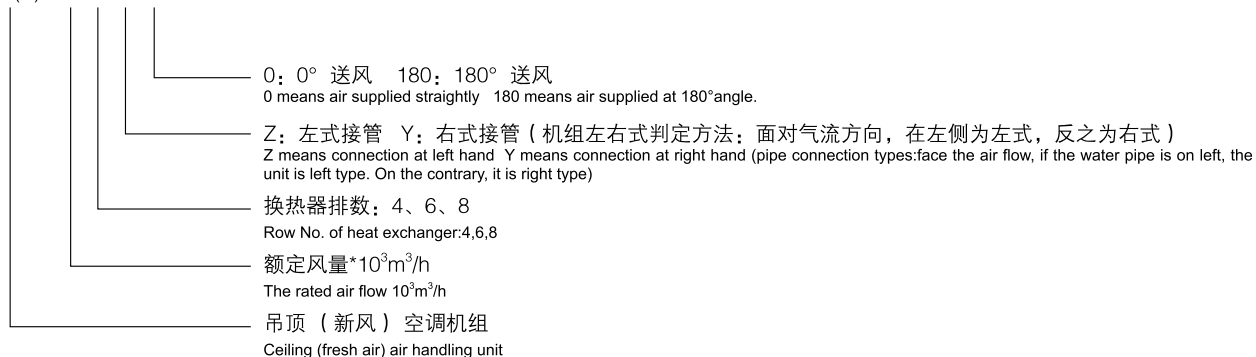 0：0° 送风 180：180° 送风
0 means air supplied straightly 180 means air supplied at 180°angle.
Z：左式接管 Y：右式接管（机组左右式判定方法：面对气流方向，在左侧为左式，反之为右式）
Z means connection at left hand Y means connection at right hand (pipe connection types:face the air flow, if the water pipe is on left, the
unit is left type. On the contrary, it is right type)
换热器排数：4、6、8
Row No. of heat exchanger:4,6,8
额定风量*10³m³/h
The rated air flow 10³m³/h
吊顶（新风）空调机组
Ceiling (fresh air) air handling unit